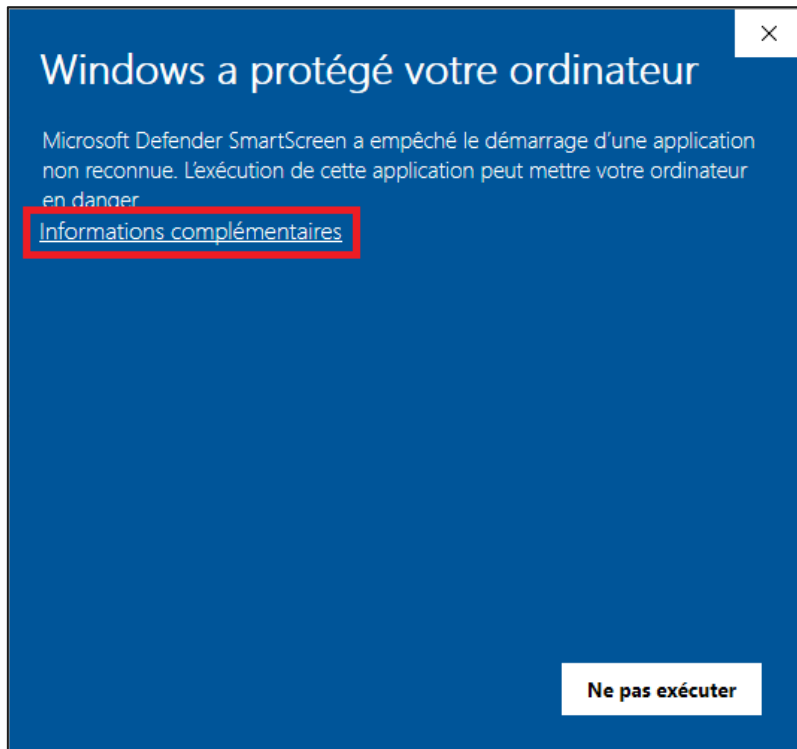 Windows a protégé votre ordinateur
Microsoft Defender SmartScreen a empêché le démarrage d'une application
non reconnue. L'exécution de cette application peut mettre votre ordinateur
en danger
Informations complémentaires
Ne pas exécuter